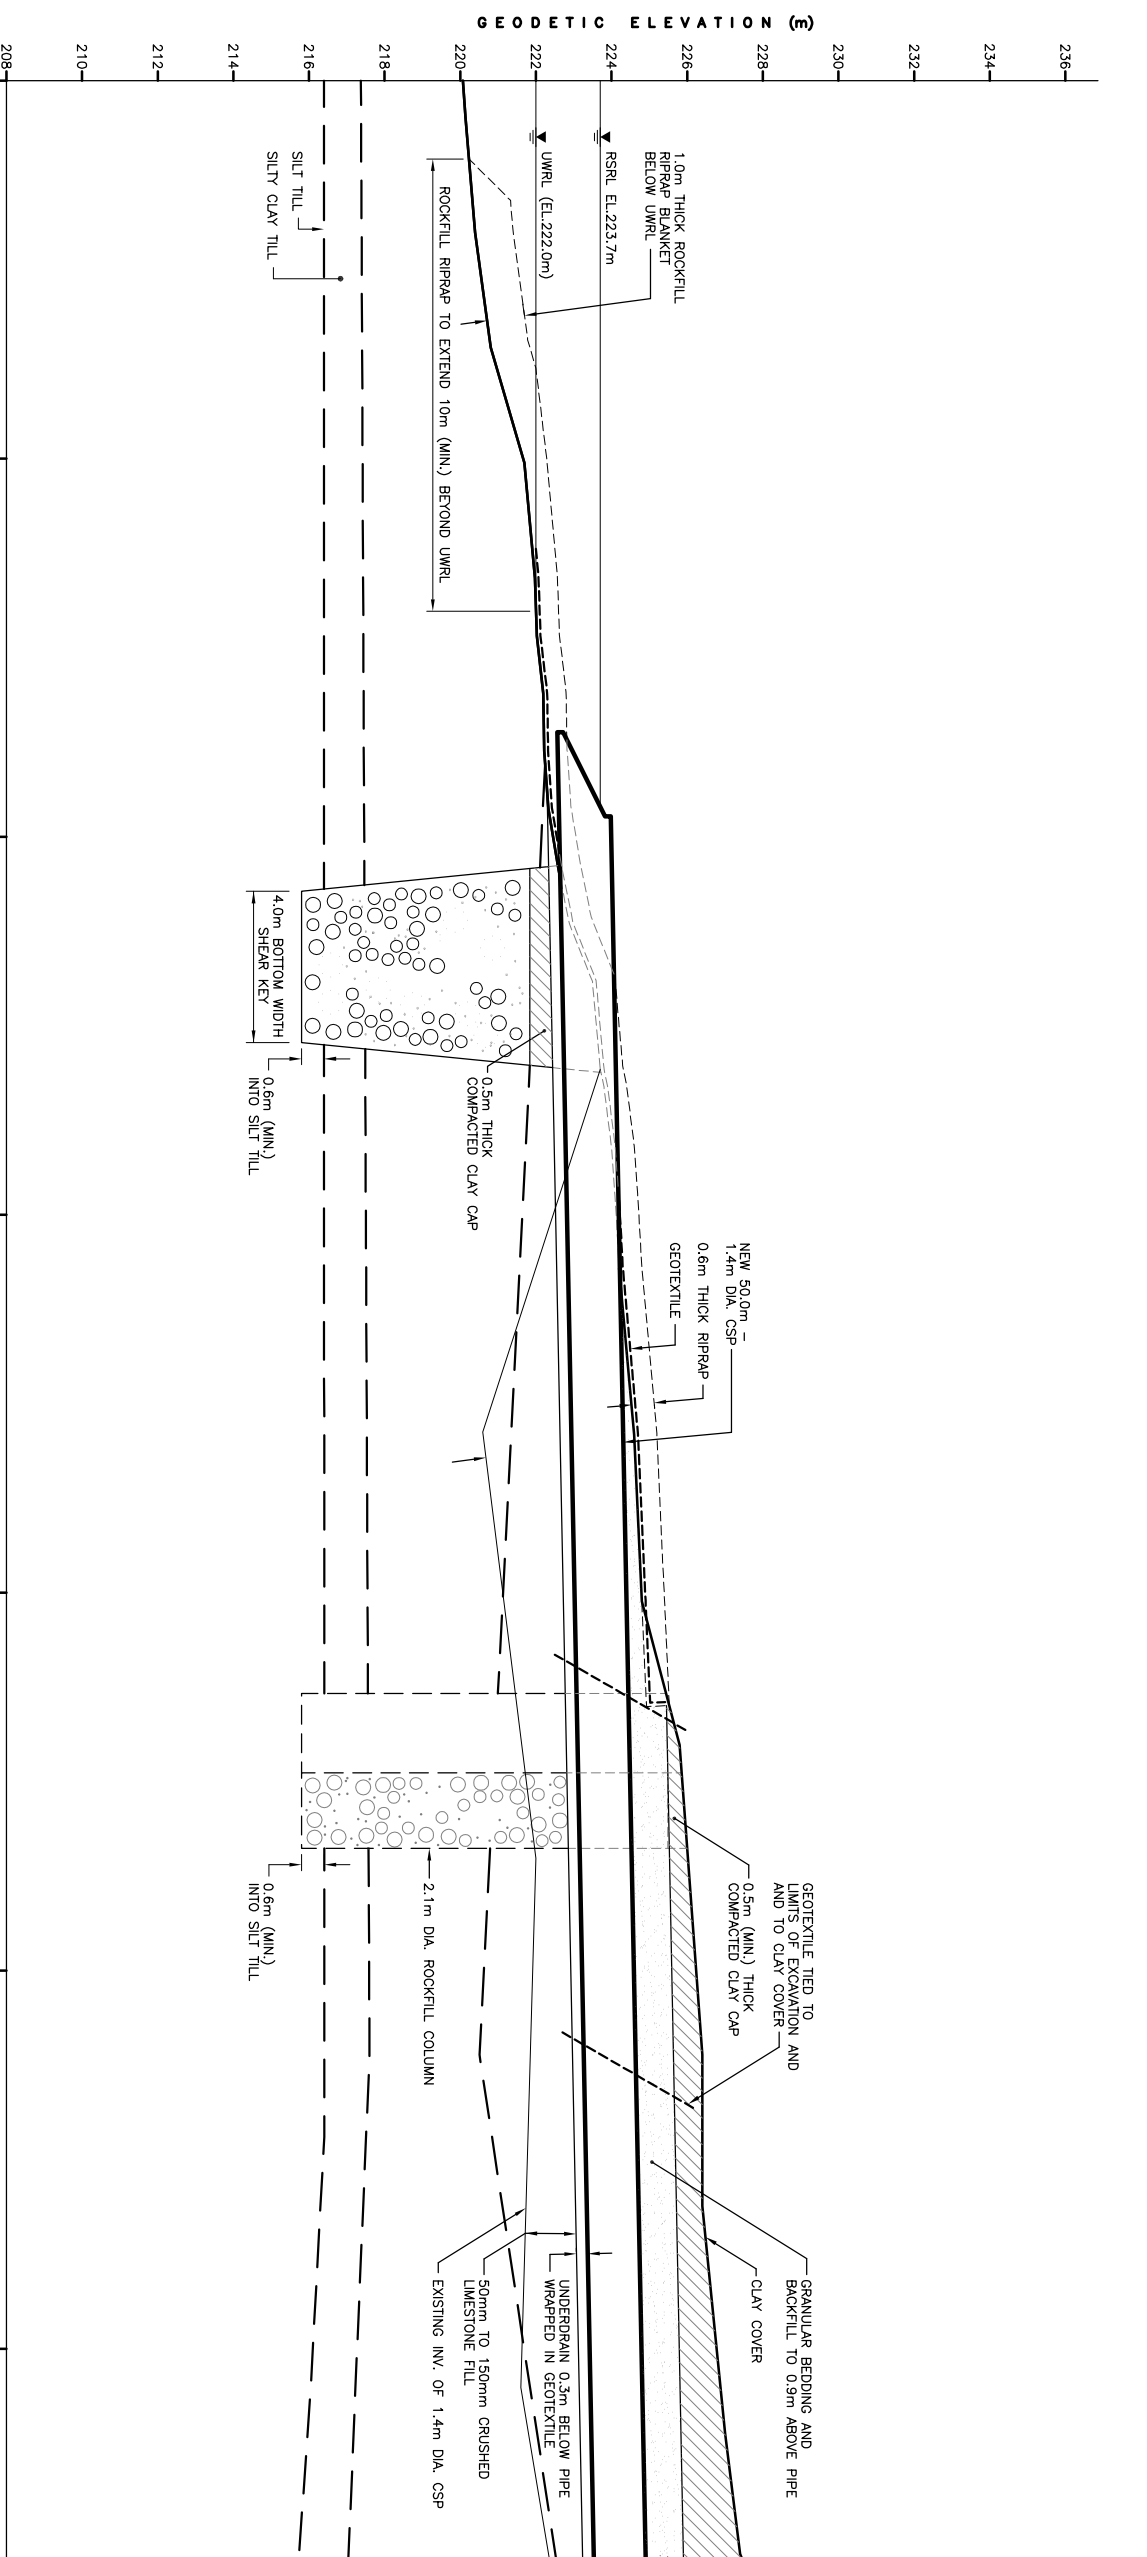 GEODETIC ELEVATION (m)
236
234
232
230
228
226
224
222
220
218
216
214
212
210
208
1.0m THICK ROCKFILL
RIPRAP BLANKET
BELOW UWRL
RSRL EL.223.7m
UWRL (EL.222.0m)
ROCKFILL RIPRAP TO EXTEND 10m (MIN.) BEYOND UWRL
SILT TILL
SILTY CLAY TILL
4.0m BOTTOM WIDTH
SHEAR KEY
0.6m (MIN.)
INTO SILT TILL
0.5m THICK
COMPACTED CLAY CAP
NEW 50.0m –
1.4m DIA. CSP
0.6m THICK RIPRAP
GEOTEXTILE
GEOTEXTILE TIED TO
LIMITS OF EXCAVATION AND
AND TO CLAY COVER
0.5m (MIN.) THICK
COMPACTED CLAY CAP
2.1m DIA. ROCKFILL COLUMN
0.6m (MIN.)
INTO SILT TILL
GRANULAR BEDDING AND
BACKFILL TO 0.9m ABOVE PIPE
CLAY COVER
UNDERDRAIN 0.3m BELOW PIPE
WRAPPED IN GEOTEXTILE
50mm TO 150mm CRUSHED
LIMESTONE FILL
EXISTING INV. OF 1.4m DIA. CSP